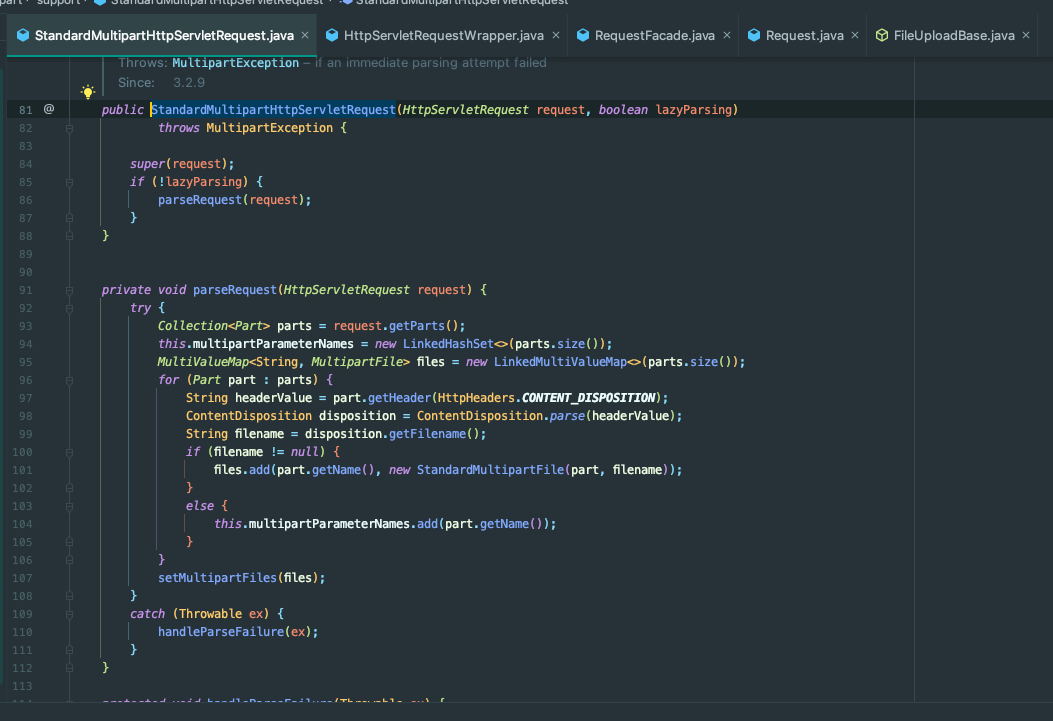 part › support › StandardMultipartHttpServletRequest › StandardMultipartHttpServletRequest
StandardMultipartHttpServletRequest.java × HttpServletRequestWrapper.java × RequestFacade.java × Request.java × FileUploadBase.java ×
Throws: MultipartException – if an immediate parsing attempt failed
Since: 3.2.9
81 @ public StandardMultipartHttpServletRequest(HttpServletRequest request, boolean lazyParsing)
82 throws MultipartException {
83
84 super(request);
85 if (!lazyParsing) {
86 parseRequest(request);
87 }
88 }
89
90
91 private void parseRequest(HttpServletRequest request) {
92 try {
93 Collection<Part> parts = request.getParts();
94 this.multipartParameterNames = new LinkedHashSet<>(parts.size());
95 MultiValueMap<String, MultipartFile> files = new LinkedMultiValueMap<>(parts.size());
96 for (Part part : parts) {
97 String headerValue = part.getHeader(HttpHeaders.CONTENT_DISPOSITION);
98 ContentDisposition disposition = ContentDisposition.parse(headerValue);
99 String filename = disposition.getFilename();
100 if (filename != null) {
101 files.add(part.getName(), new StandardMultipartFile(part, filename));
102 }
103 else {
104 this.multipartParameterNames.add(part.getName());
105 }
106 }
107 setMultipartFiles(files);
108 }
109 catch (Throwable ex) {
110 handleParseFailure(ex);
111 }
112 }
113
114 protected void handleParseFailure(Throwable ex) {